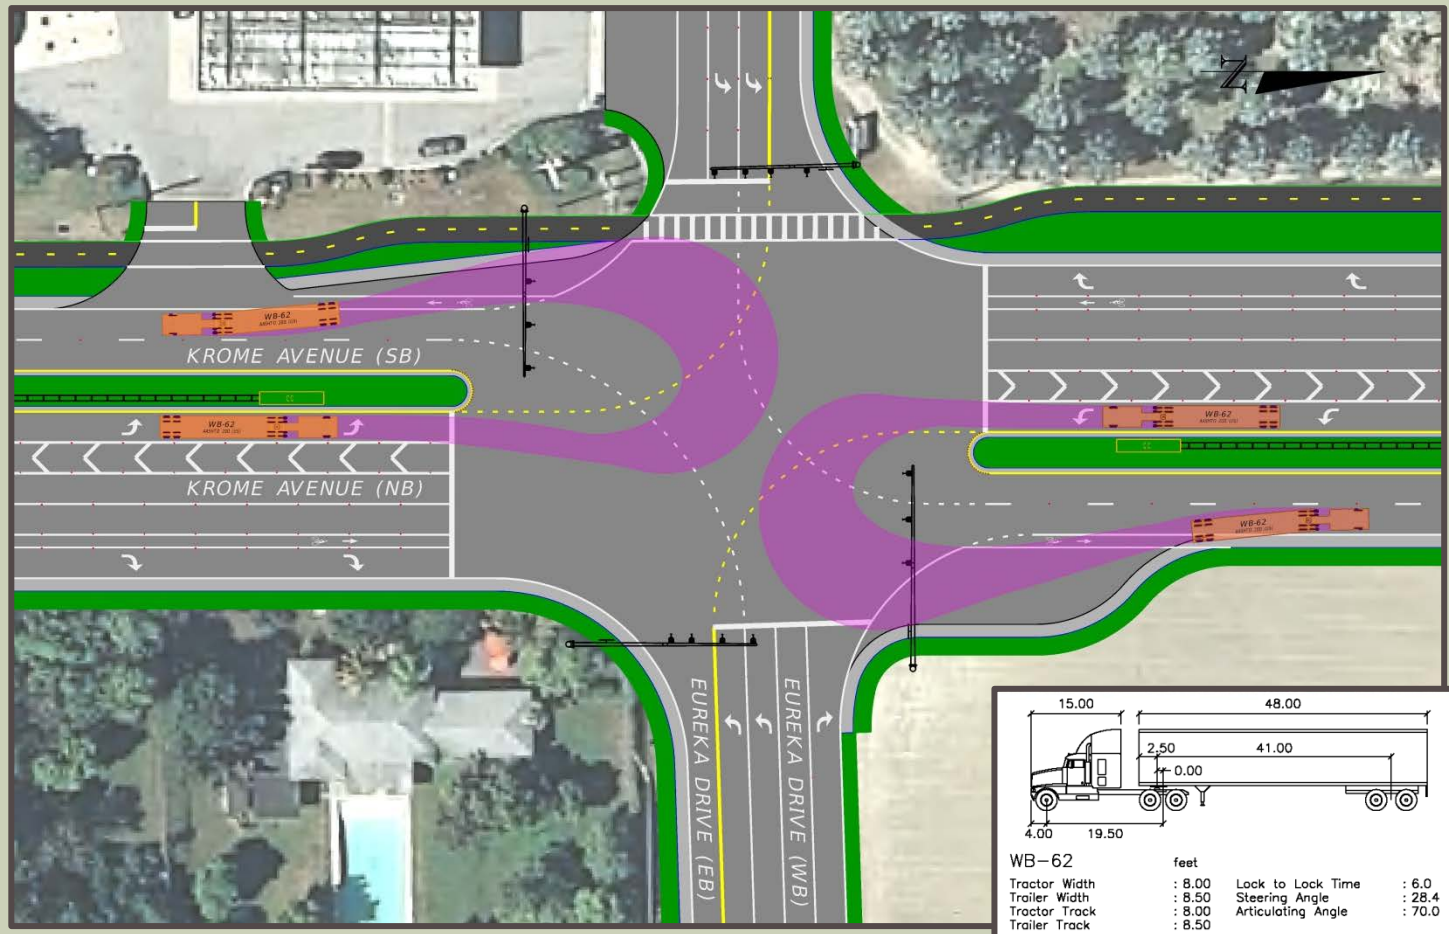 N
WB-62
KROME AVENUE (SB)
WB-62
WB-62
KROME AVENUE (NB)
WB-62
EUREKA DRIVE (EB)
EUREKA DRIVE (WB)
15.00
48.00
2.50
41.00
0.00
4.00
19.50
WB-62 feet
Tractor Width : 8.00 Lock to Lock Time : 6.0
Trailer Width : 8.50 Steering Angle : 28.4
Tractor Track : 8.00 Articulating Angle : 70.0
Trailer Track : 8.50